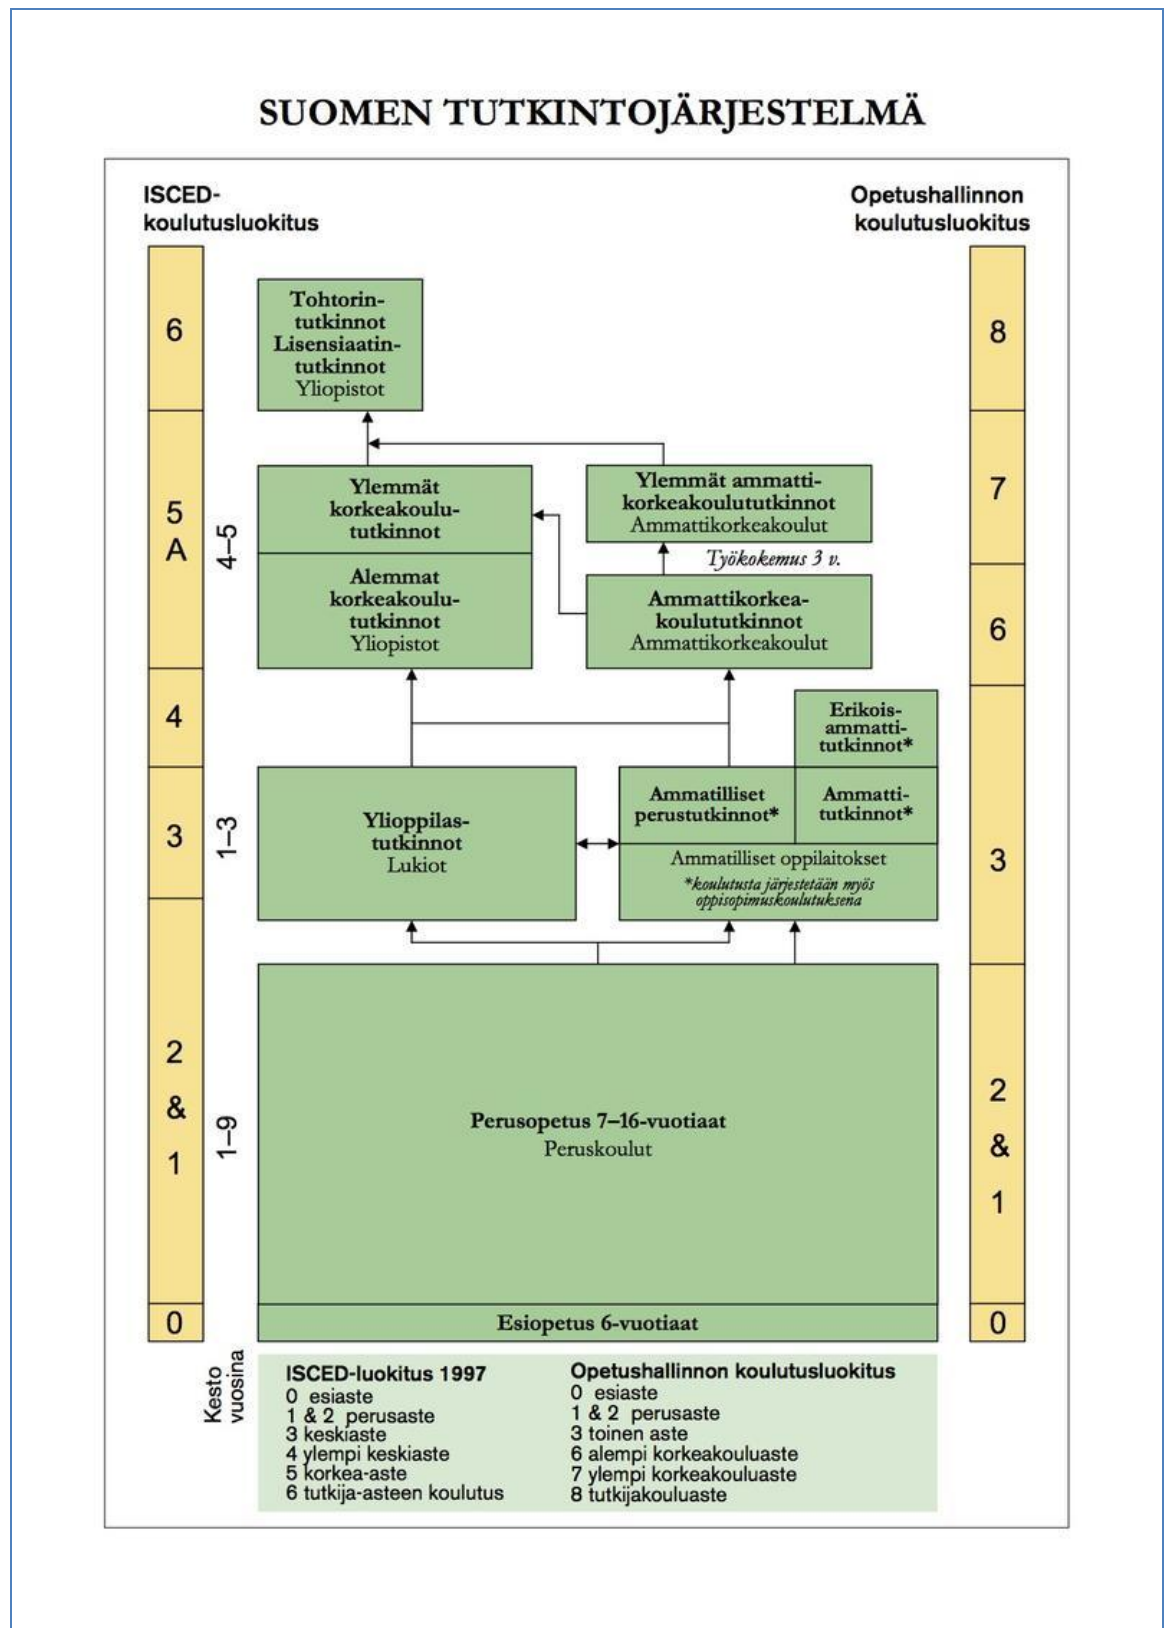 SUOMEN TUTKINTOJÄRJESTELMÄ
ISCED-
koulutusluokitus
Opetushallinnon
koulutusluokitus
6
5
A
4
3
2
&
1
0
4–5
1–3
1–9
Kesto
vuosina
Tohtorin-
tutkinnot
Lisensiaatin-
tutkinnot
Yliopistot
Ylemmät
korkeakoulu-
tutkinnot
Alemmat
korkeakoulu-
tutkinnot
Yliopistot
Ylemmät ammatti-
korkeakoulututkinnot
Ammattikorkeakoulut
Työkokemus 3 v.
Ammattikorkea-
koulututkinnot
Ammattikorkeakoulut
Erikois-
ammatti-
tutkinnot*
Ylioppilas-
tutkinnot
Lukiot
Ammatilliset
perustutkinnot*
Ammatti-
tutkinnot*
Ammatilliset oppilaitokset
*koulutusta järjestetään myös
oppisopimuskoulutuksena
Perusopetus 7–16-vuotiaat
Peruskoulut
Esiopetus 6-vuotiaat
8
7
6
3
2
&
1
0
ISCED-luokitus 1997
0 esiaste
1 & 2 perusaste
3 keskiaste
4 ylempi keskiaste
5 korkea-aste
6 tutkija-asteen koulutus
Opetushallinnon koulutusluokitus
0 esiaste
1 & 2 perusaste
3 toinen aste
6 alempi korkeakouluaste
7 ylempi korkeakouluaste
8 tutkijakouluaste